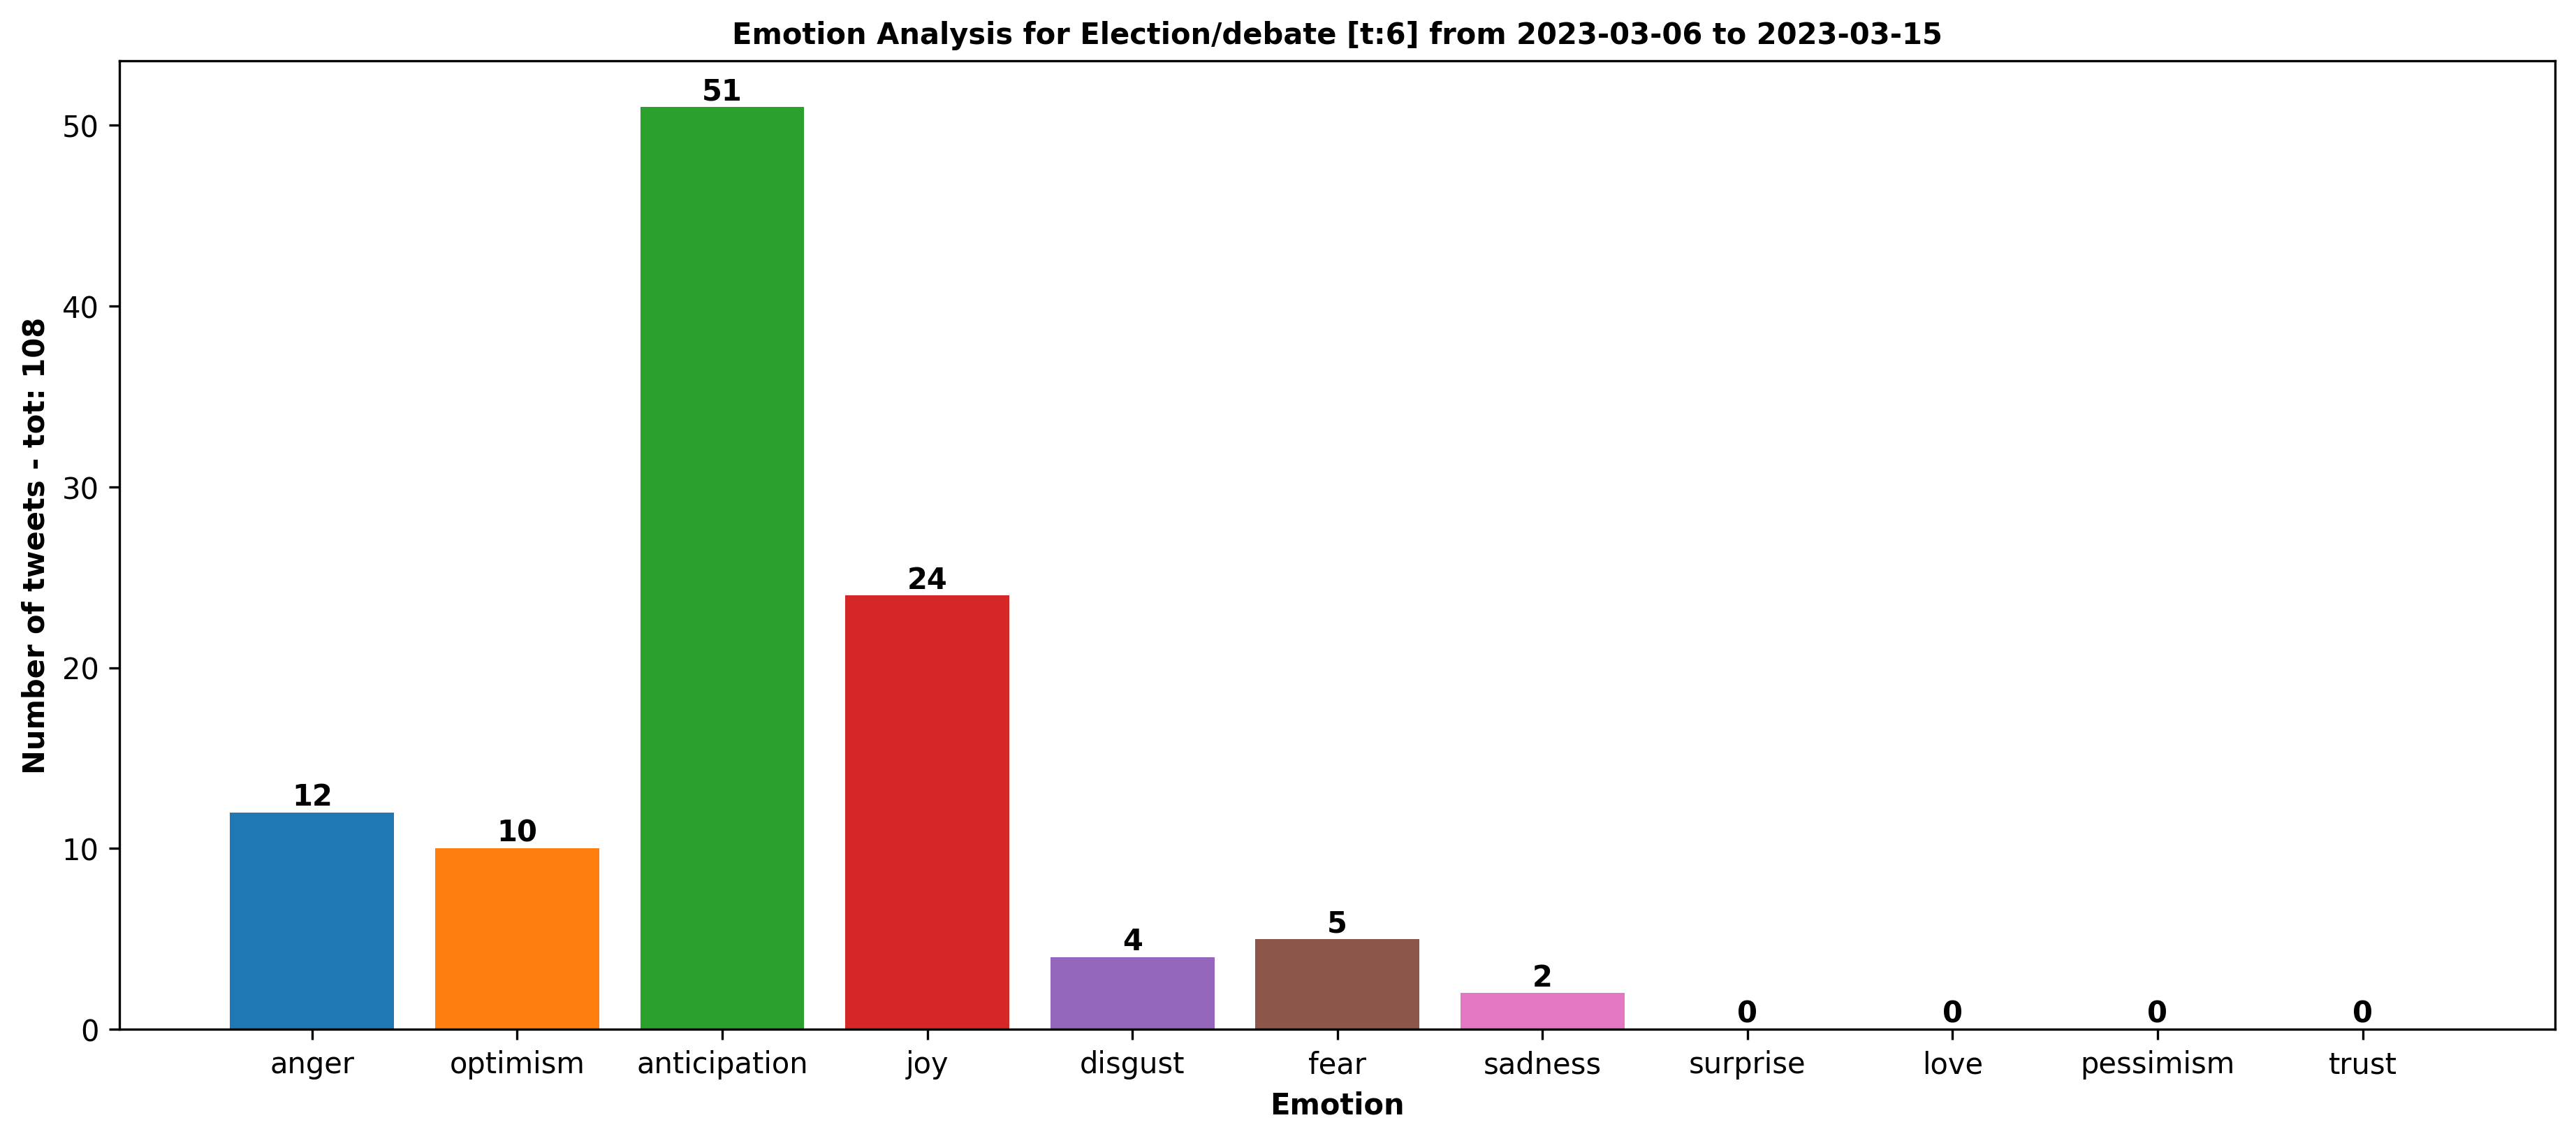 Emotion Analysis for Election/debate [t:6] from 2023-03-06 to 2023-03-15
Number of tweets - tot: 108
50
40
30
20
10
0
12
10
51
24
4
5
2
0
0
0
0
anger
optimism
anticipation
joy
disgust
fear
sadness
surprise
love
pessimism
trust
Emotion